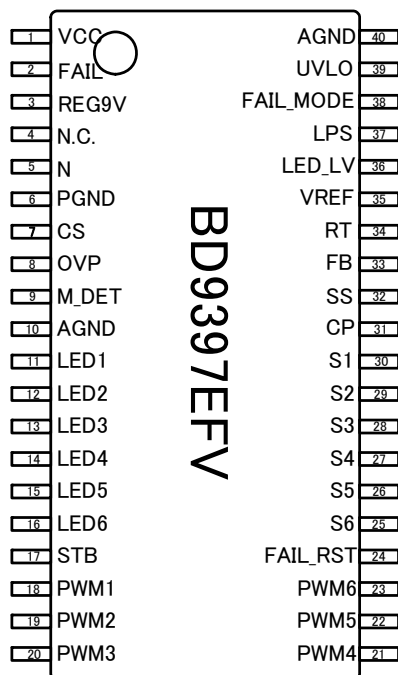 1 VCC AGND 40
2 FAIL UVLO 39
3 REG9V FAIL_MODE 38
4 N.C. LPS 37
5 N LED_LV 36
6 PGND VREF 35
7 CS RT 34
8 OVP FB 33
9 M_DET SS 32
10 AGND CP 31
11 LED1 S1 30
12 LED2 S2 29
13 LED3 S3 28
14 LED4 S4 27
15 LED5 S5 26
16 LED6 S6 25
17 STB FAIL_RST 24
18 PWM1 PWM6 23
19 PWM2 PWM5 22
20 PWM3 PWM4 21
BD9397EFV